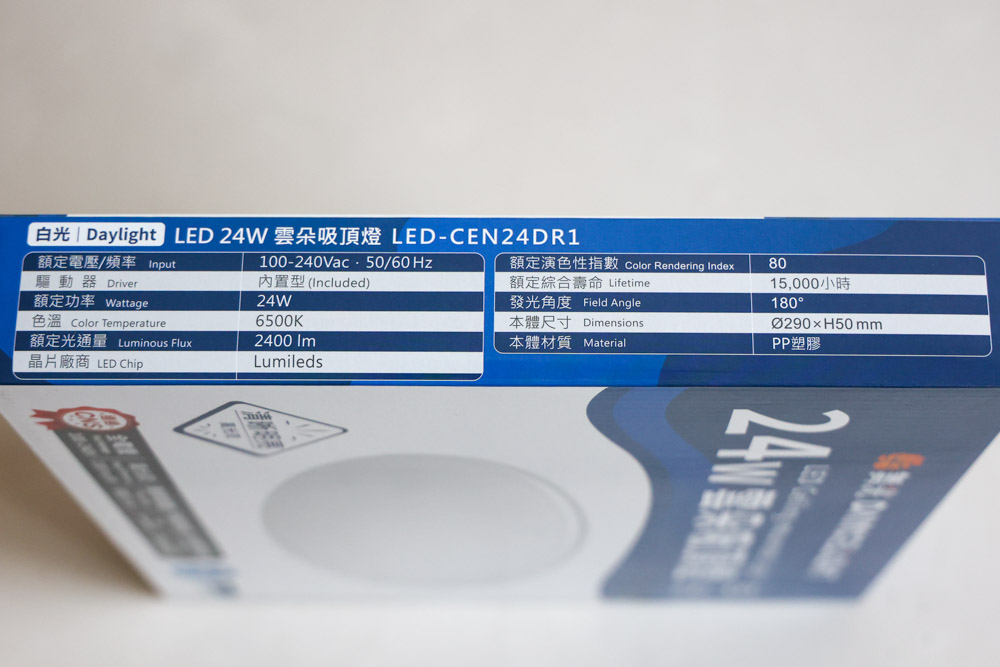 白光 | Daylight LED 24W 雲朵吸頂燈 LED-CEN24DR1
額定電壓/頻率 Input 100-240Vac · 50/60Hz
驅動器 Driver 內置型(Included)
額定功率 Wattage 24W
色溫 Color Temperature 6500K
額定光通量 Luminous Flux 2400 lm
晶片廠商 LED Chip Lumileds
額定演色性指數 Color Rendering Index 80
額定綜合壽命 Lifetime 15,000小時
發光角度 Field Angle 180°
本體尺寸 Dimensions Ø290×H50mm
本體材質 Material PP塑膠
24W